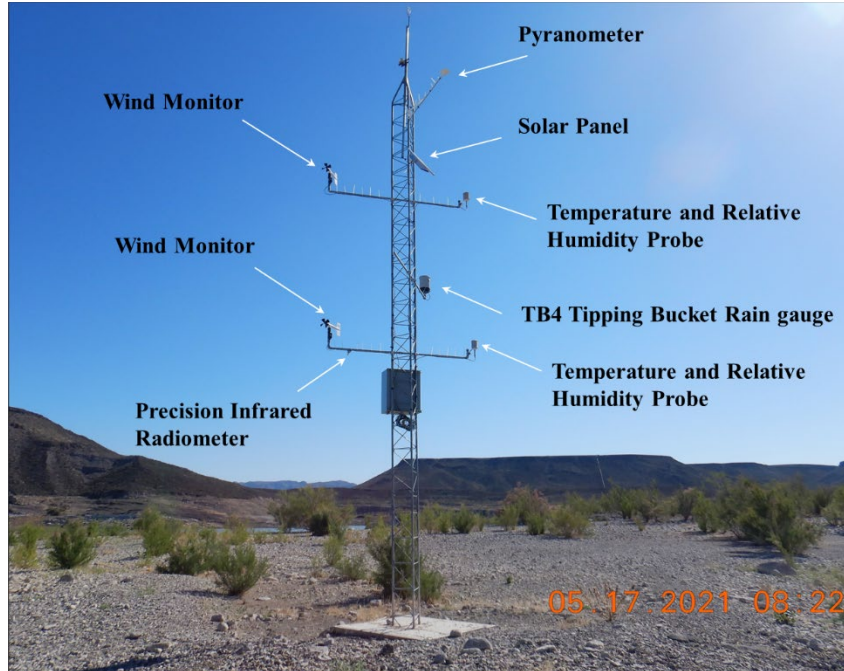 Pyranometer
Wind Monitor
Solar Panel
Temperature and Relative
Humidity Probe
Wind Monitor
TB4 Tipping Bucket Rain gauge
Temperature and Relative
Humidity Probe
Precision Infrared
Radiometer
05.17.2021 08:22